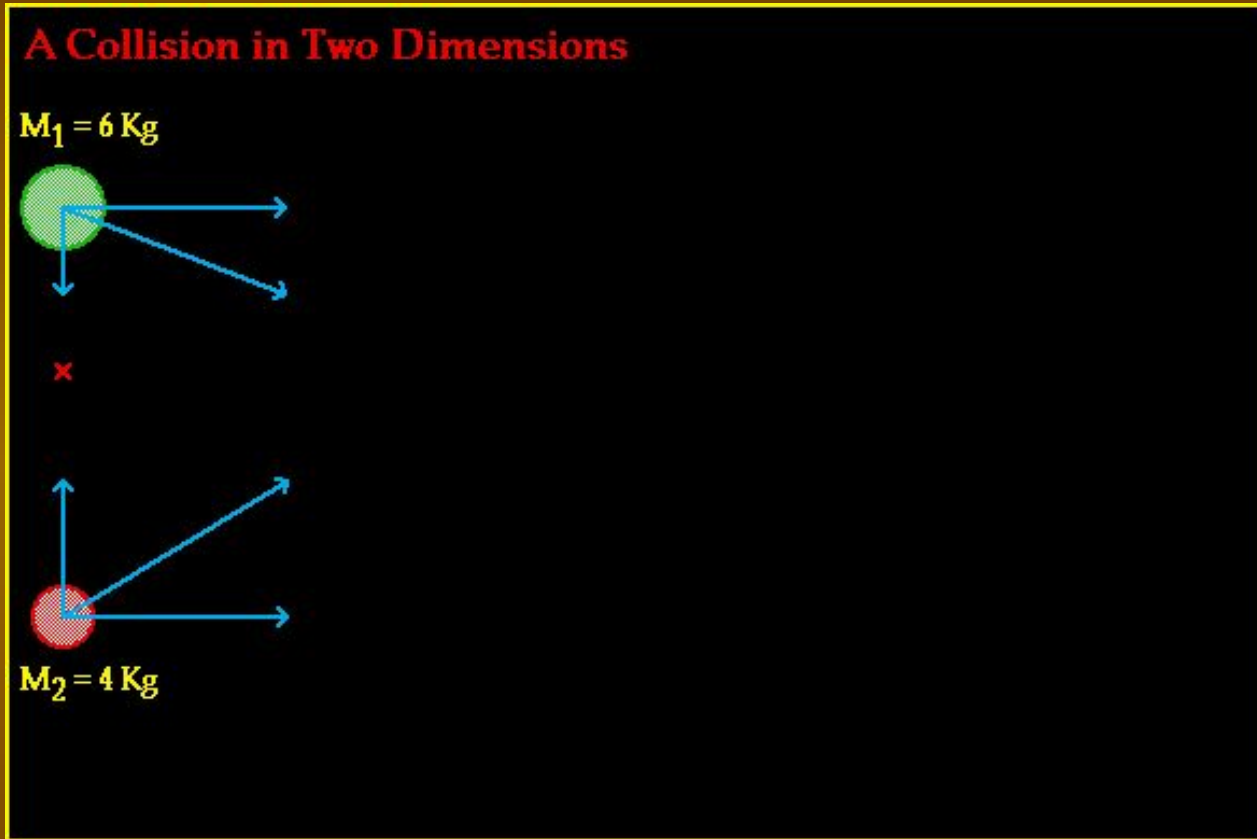 A Collision in Two Dimensions
M₁ = 6 Kg
M₂ = 4 Kg